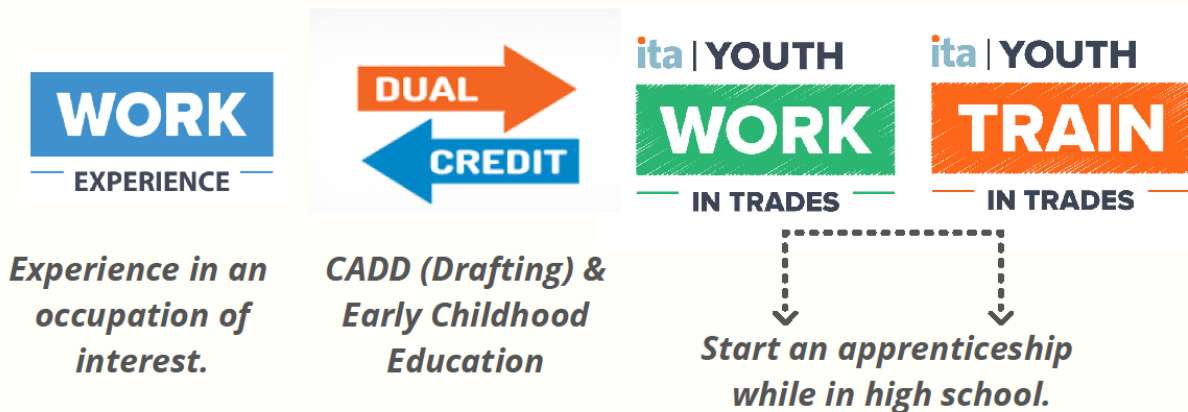 WORK
EXPERIENCE
Experience in an
occupation of
interest.
DUAL
CREDIT
CADD (Drafting) &
Early Childhood
Education
ita | YOUTH
WORK
IN TRADES
ita | YOUTH
TRAIN
IN TRADES
Start an apprenticeship
while in high school.